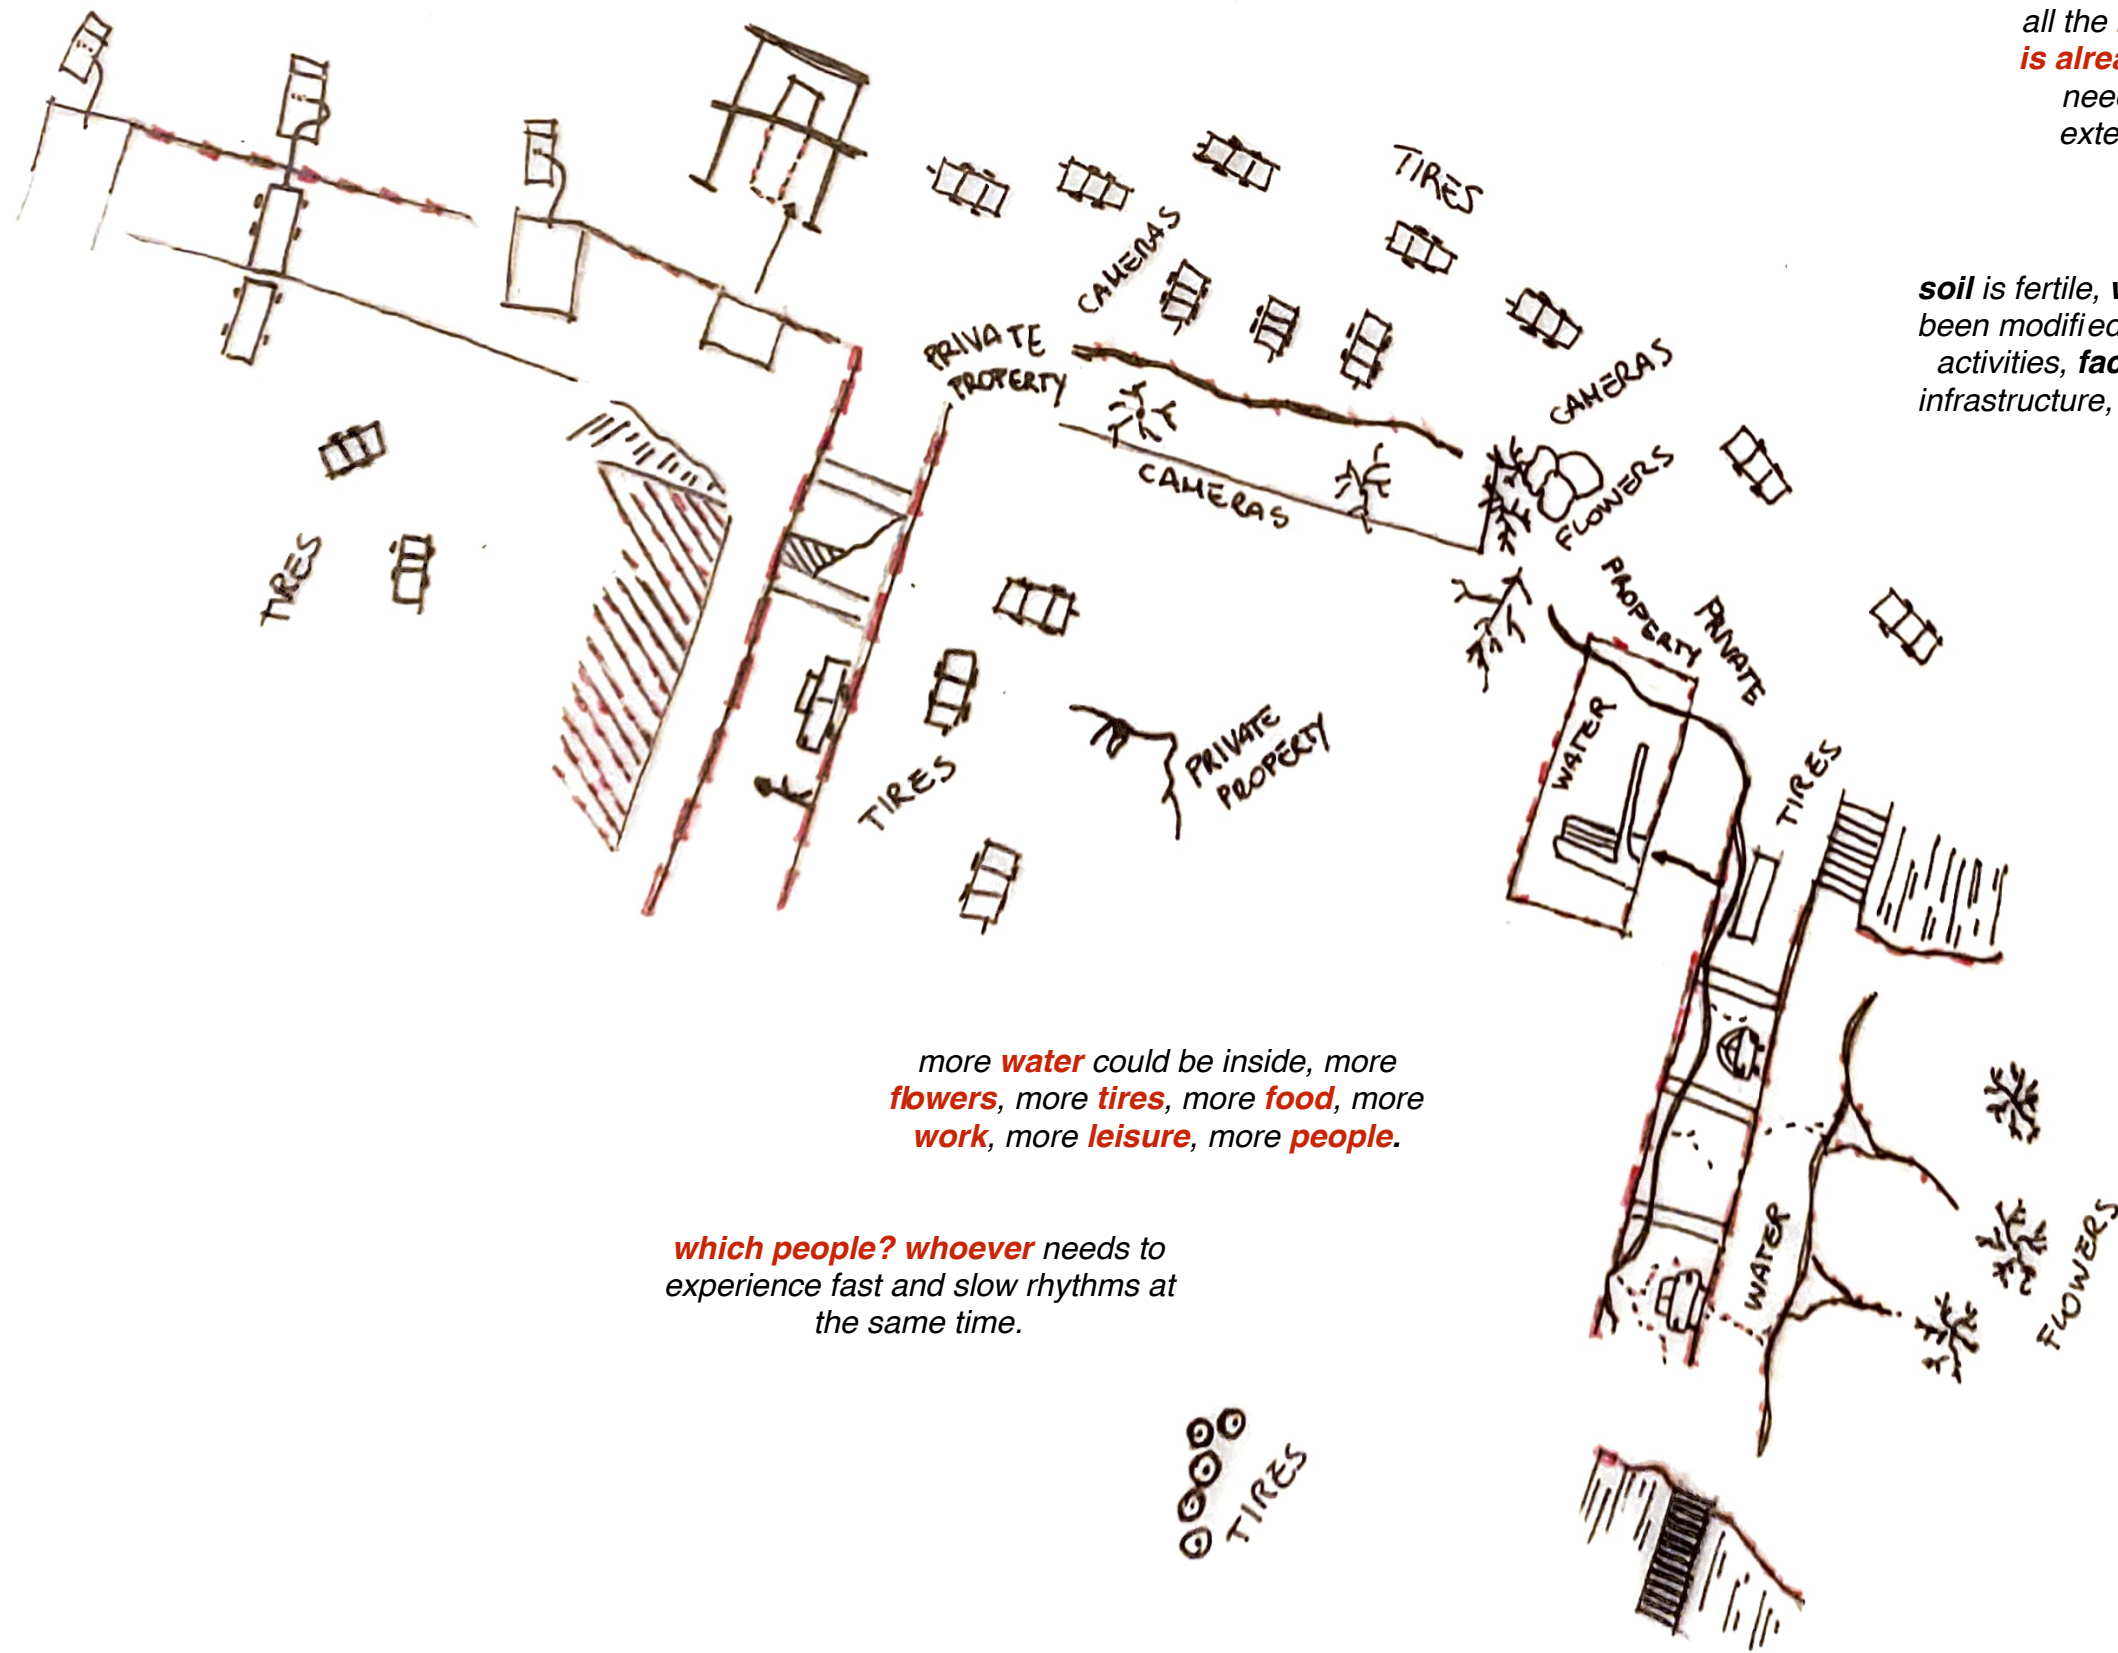 all the
is alrea
need
exte
TIRES
CAMERAS
soil is fertile,
been modified
activities, fac
infrastructure,
PRIVATE
PROPERTY
CAMERAS
CAMERAS
FLOWERS
TIRES
PROPERTY
PRIVATE
WATER
PRIVATE
PROPERTY
TIRES
TIRES
more water could be inside, more
flowers, more tires, more food, more
work, more leisure, more people.
WATER
FLOWERS
which people? whoever needs to
experience fast and slow rhythms at
the same time.
TIRES